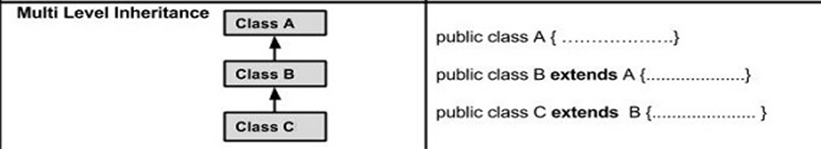 Multi Level Inheritance
Class A
Class B
Class C
public class A { ....................}
public class B extends A {....................}
public class C extends B {..................... }